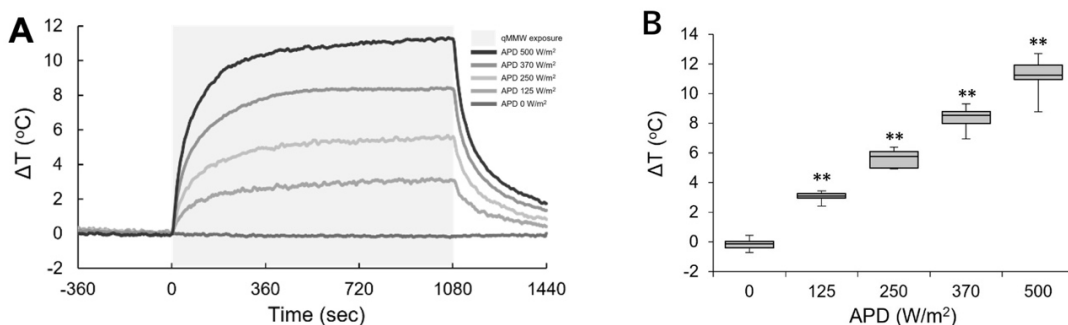 A
12
10
8
6
4
2
0
-2
ΔT (°C)
-360
0
360
720
1080
1440
Time (sec)
qMMW exposure
APD 500 W/m²
APD 370 W/m²
APD 250 W/m²
APD 125 W/m²
APD 0 W/m²
B
14
12
10
8
6
4
2
0
-2
ΔT (°C)
**
**
**
**
0
125
250
370
500
APD (W/m²)